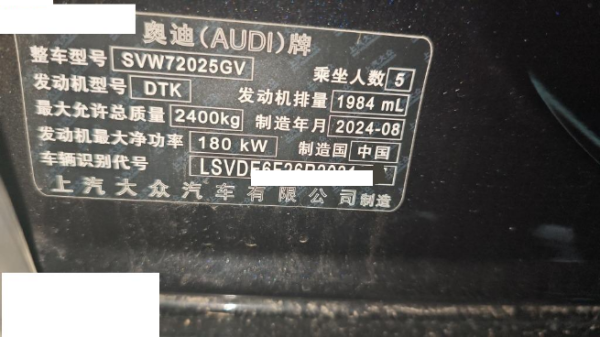 奥迪(AUDI)牌
整车型号 SVW72025GV 乘坐人数 5
发动机型号 DTK 发动机排量 1984 mL
最大允许总质量 2400kg 制造年月 2024-08
发动机最大净功率 180 kW 制造国 中国
车辆识别代号
上汽大众汽车有限公司制造